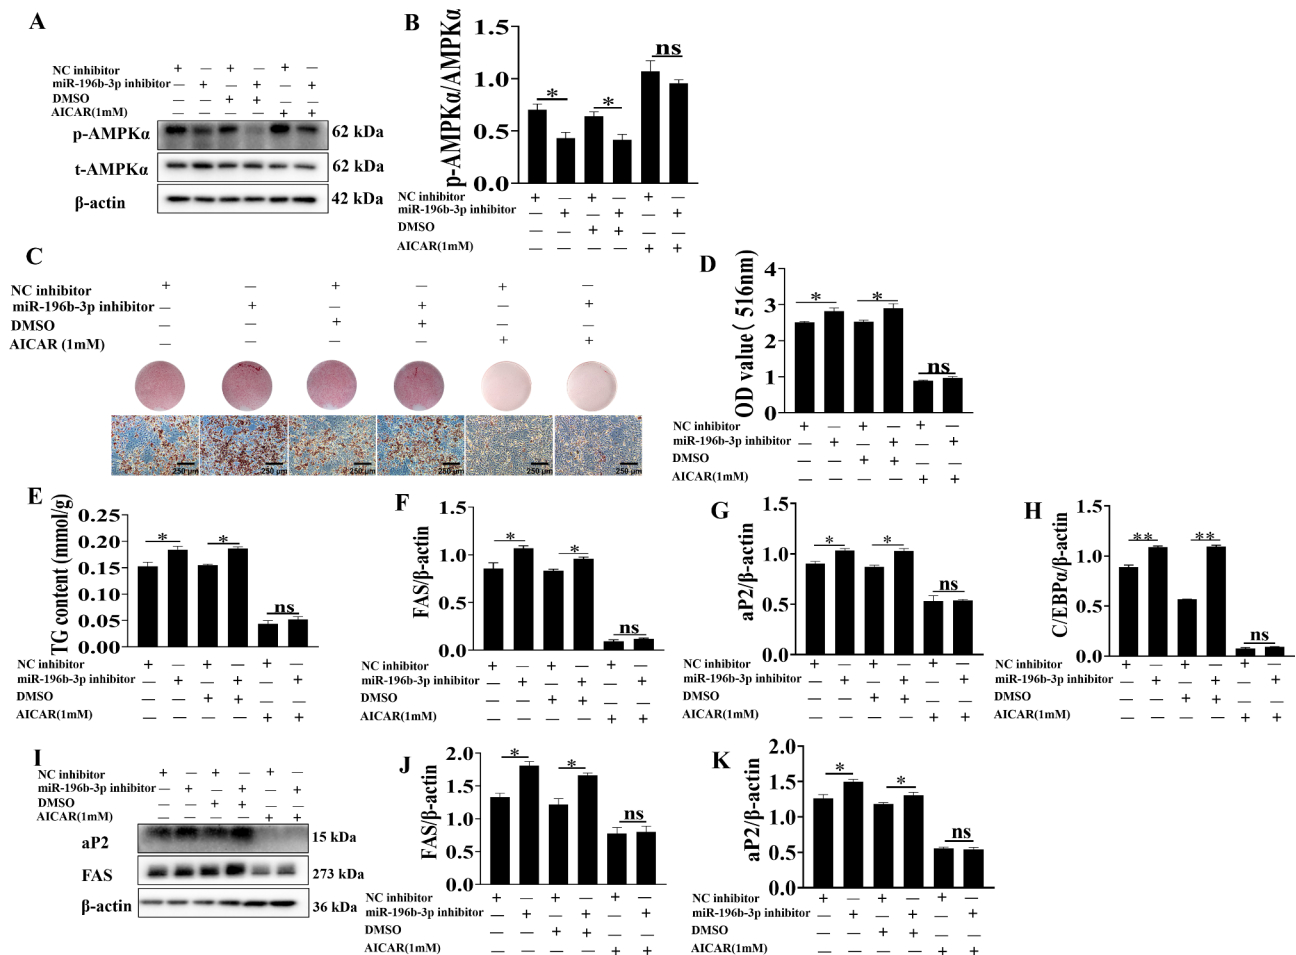 A
NC inhibitor + — + — + —
miR-196b-3p inhibitor — + — + — +
DMSO — — + + — —
AICAR(1mM) — — — — + +
p-AMPKα 62 kDa
t-AMPKα 62 kDa
β-actin 42 kDa
B
p-AMPKα/AMPKα
1.5
1.0
0.5
0.0
* * ns
NC inhibitor + — + — + —
miR-196b-3p inhibitor — + — + — +
DMSO — — + + — —
AICAR(1mM) — — — — + +
C
NC inhibitor + — + — + —
miR-196b-3p inhibitor — + — + — +
DMSO — — + + — —
AICAR (1mM) — — — — + +
250 μm 250 μm 250 μm 250 μm 250 μm 250 μm
D
OD value( 516nm)
4
3
2
1
0
* * ns
NC inhibitor + — + — + —
miR-196b-3p inhibitor — + — + — +
DMSO — — + + — —
AICAR(1mM) — — — — + +
E
TG content (mmol/g)
0.25
0.20
0.15
0.10
0.05
0.00
* * ns
NC inhibitor + — + — + —
miR-196b-3p inhibitor — + — + — +
DMSO — — + + — —
AICAR(1mM) — — — — + +
F
FAS/β-actin
1.5
1.0
0.5
0.0
* * ns
NC inhibitor + — + — + —
miR-196b-3p inhibitor — + — + — +
DMSO — — + + — —
AICAR(1mM) — — — — + +
G
aP2/β-actin
1.5
1.0
0.5
0.0
* * ns
NC inhibitor + — + — + —
miR-196b-3p inhibitor — + — + — +
DMSO — — + + — —
AICAR(1mM) — — — — + +
H
C/EBPα/β-actin
1.5
1.0
0.5
0.0
** ** ns
NC inhibitor + — + — + —
miR-196b-3p inhibitor — + — + — +
DMSO — — + + — —
AICAR(1mM) — — — — + +
I
NC inhibitor + — + — + —
miR-196b-3p inhibitor — + — + — +
DMSO — — + + — —
AICAR(1mM) — — — — + +
aP2 15 kDa
FAS 273 kDa
β-actin 36 kDa
J
FAS/β-actin
2.0
1.5
1.0
0.5
0.0
* * ns
NC inhibitor + — + — + —
miR-196b-3p inhibitor — + — + — +
DMSO — — + + — —
AICAR(1mM) — — — — + +
K
aP2/β-actin
2.0
1.5
1.0
0.5
0.0
* * ns
NC inhibitor + — + — + —
miR-196b-3p inhibitor — + — + — +
DMSO — — + + — —
AICAR(1mM) — — — — + +